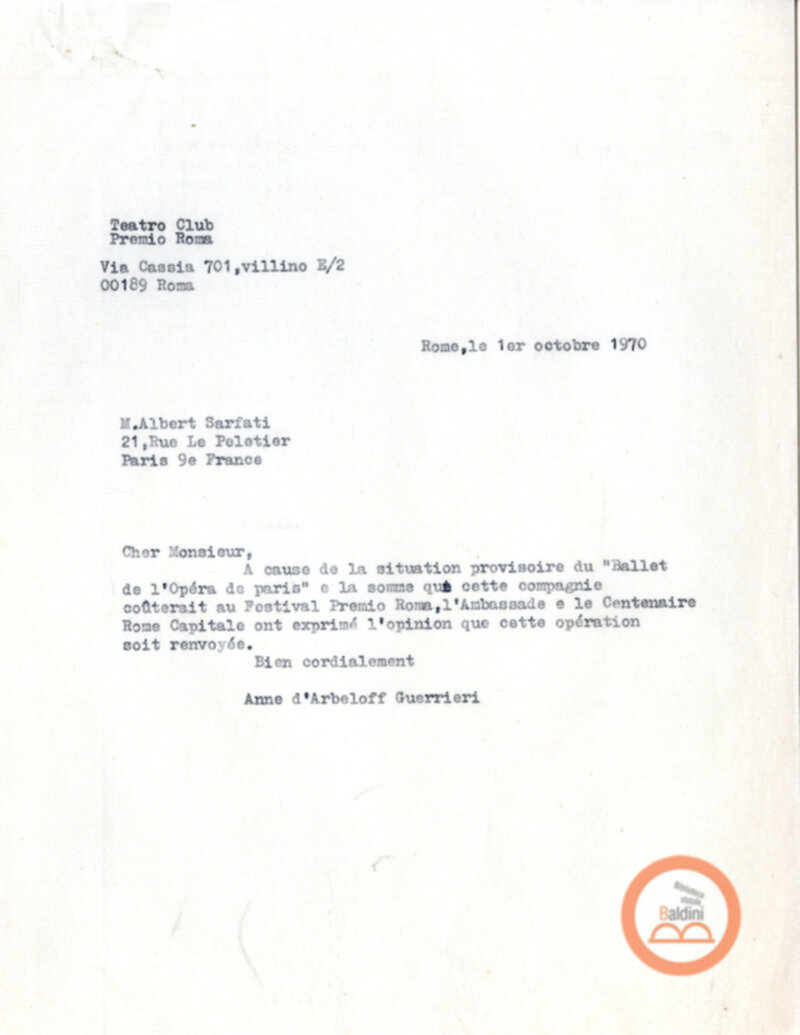 Teatro Club
Premio Roma
Via Cassia 701,villino E/2
00189 Roma
Rome,le 1er octobre 1970
M.Albert Sarfati
21,Rue Le Peletier
Paris 9e France
Cher Monsieur,
A cause de la situation provisoire du "Ballet
de l'Opéra de paris" e la somme que cette compagnie
coûterait au Festival Premio Roma,l'Ambassade e le Centenaire
Rome Capitale ont exprimé l'opinion que cette opération
soit renvoyée.
Bien cordialement
Anne d'Arbeloff Guerrieri
Biblioteca
statale
Baldini